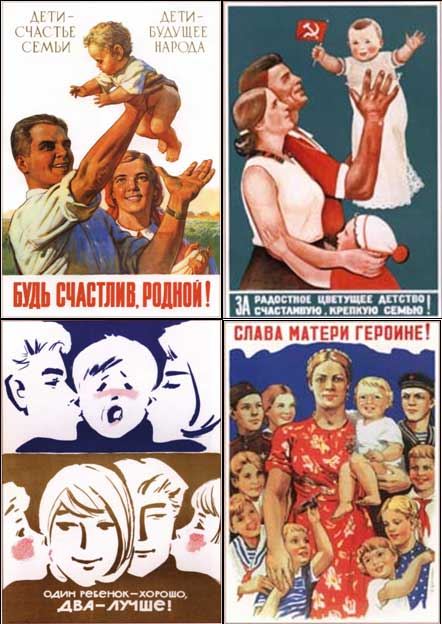 ДЕТИ-
СЧАСТЬЕ
СЕМЬИ
ДЕТИ-
БУДУЩЕЕ
НАРОДА
БУДЬ СЧАСТЛИВ, РОДНОЙ!
ЗА РАДОСТНОЕ ЦВЕТУЩЕЕ ДЕТСТВО
СЧАСТЛИВУЮ, КРЕПКУЮ СЕМЬЮ!
ОДИН РЕБЕНОК-ХОРОШО,
ДВА-ЛУЧШЕ!
СЛАВА МАТЕРИ ГЕРОИНЕ!